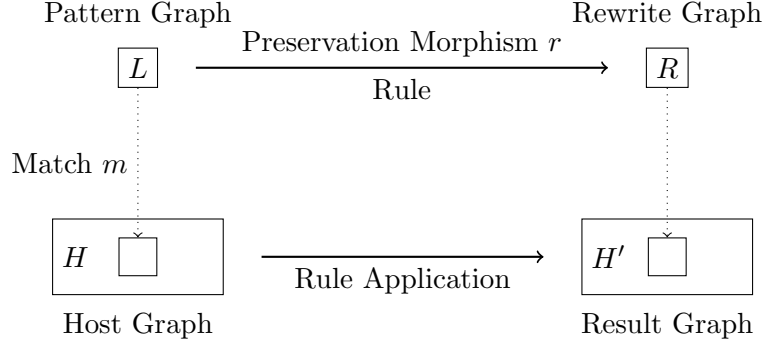 Pattern Graph
Rewrite Graph
Preservation Morphism r
L
R
Rule
Match m
H
H′
Rule Application
Host Graph
Result Graph